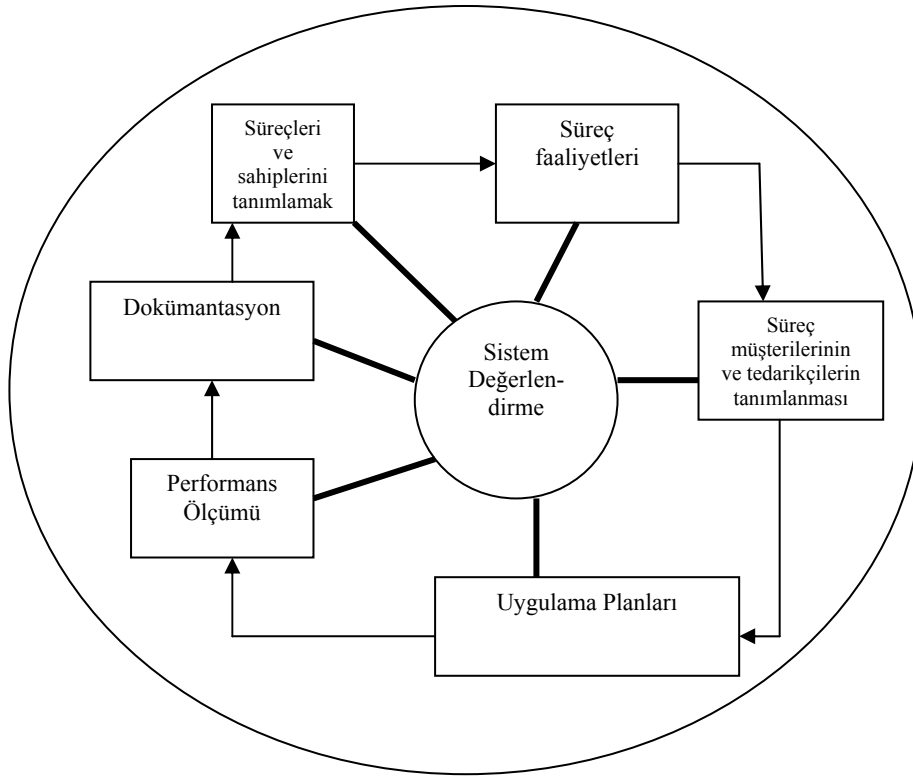 Süreçleri
ve
sahiplerini
tanımlamak
Süreç
faaliyetleri
Dokümantasyon
Sistem
Değerlen-
dirme
Süreç
müşterilerinin
ve tedarikçilerin
tanımlanması
Performans
Ölçümü
Uygulama Planları